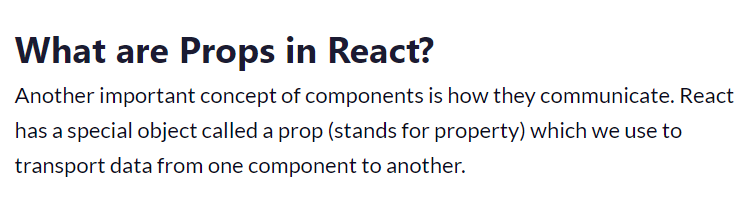 What are Props in React?
Another important concept of components is how they communicate. React
has a special object called a prop (stands for property) which we use to
transport data from one component to another.